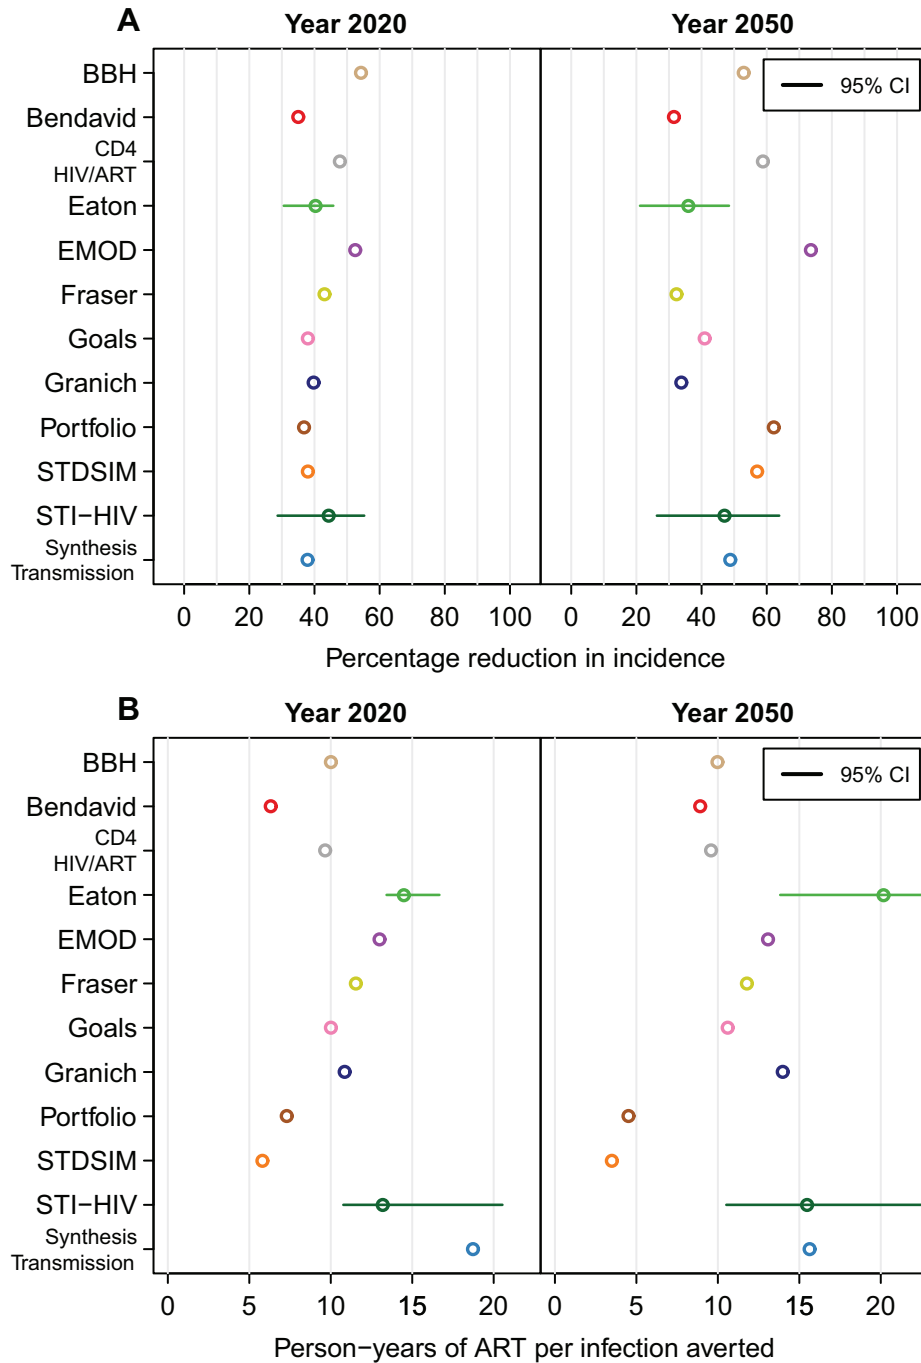 A
Year 2020
Year 2050
BBH
Bendavid
CD4
HIV/ART
Eaton
EMOD
Fraser
Goals
Granich
Portfolio
STDSIM
STI−HIV
Synthesis
Transmission
95% CI
0 20 40 60 80 100
0 20 40 60 80 100
Percentage reduction in incidence
B
Year 2020
Year 2050
BBH
Bendavid
CD4
HIV/ART
Eaton
EMOD
Fraser
Goals
Granich
Portfolio
STDSIM
STI−HIV
Synthesis
Transmission
95% CI
0 5 10 15 20
0 5 10 15 20
Person−years of ART per infection averted